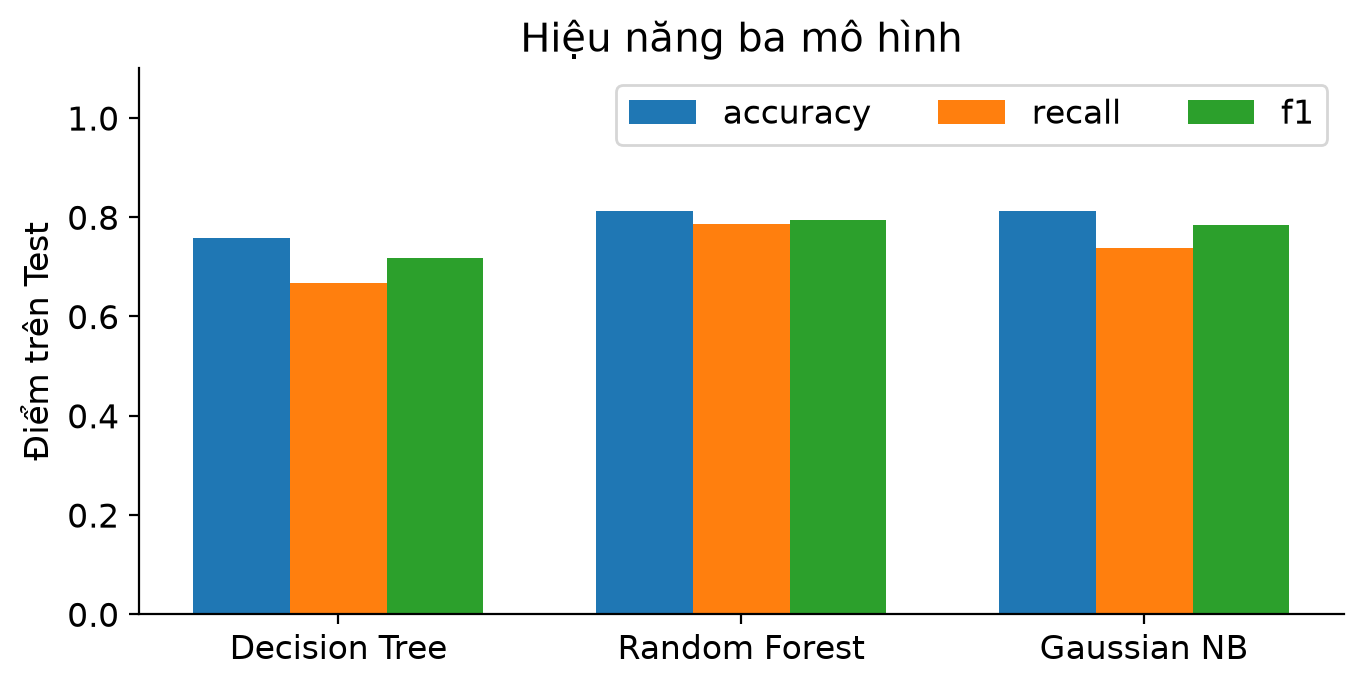 Hiệu năng ba mô hình
accuracy recall f1
Điểm trên Test
1.0
0.8
0.6
0.4
0.2
0.0
Decision Tree Random Forest Gaussian NB